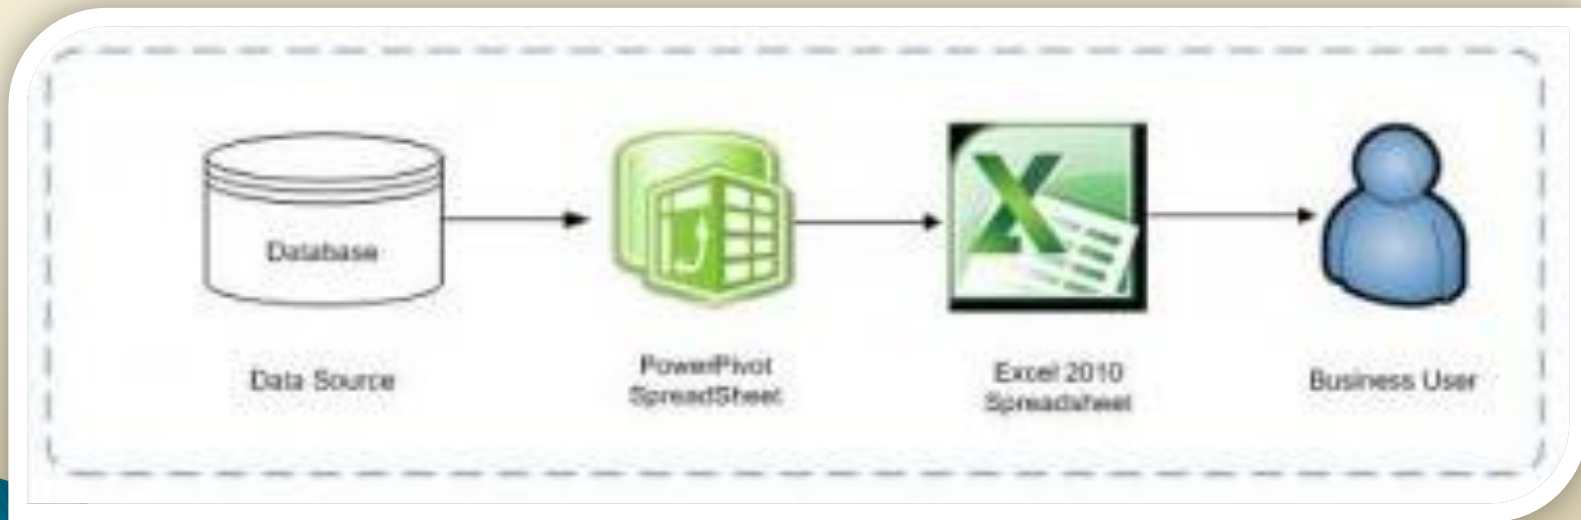 Database
Data Source
PowerPivot
SpreadSheet
Excel 2010
Spreadsheet
Business User